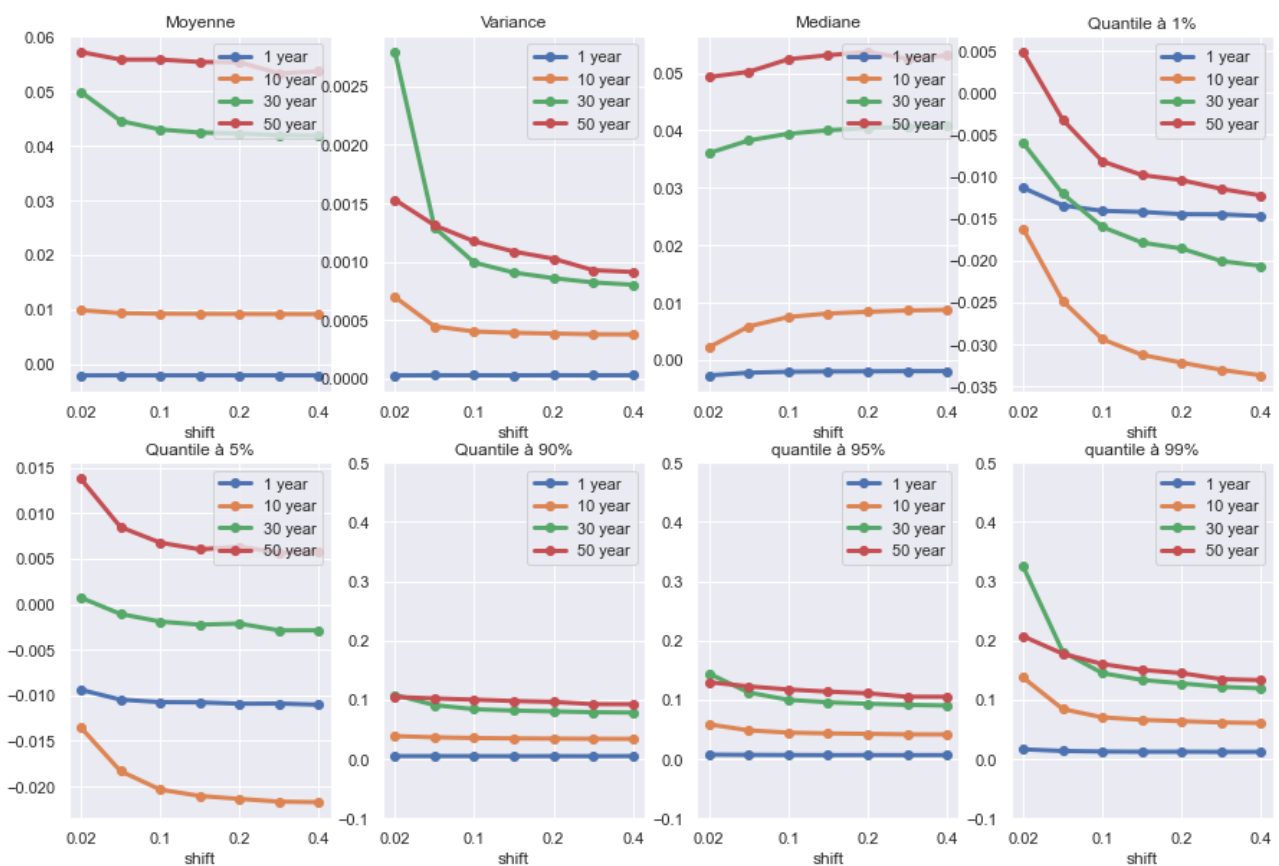 Moyenne
0.06
0.05
0.04
0.03
0.02
0.01
0.00
1 year
10 year
30 year
50 year
0.02
0.1
0.2
0.4
shift
Variance
0.0025
0.0020
0.0015
0.0010
0.0005
0.0000
1 year
10 year
30 year
50 year
0.02
0.1
0.2
0.4
shift
Mediane
0.05
0.04
0.03
0.02
0.01
0.00
1 year
10 year
30 year
50 year
0.02
0.1
0.2
0.4
shift
Quantile à 1%
0.005
0.000
−0.005
−0.010
−0.015
−0.020
−0.025
−0.030
−0.035
1 year
10 year
30 year
50 year
0.02
0.1
0.2
0.4
shift
Quantile à 5%
0.015
0.010
0.005
0.000
−0.005
−0.010
−0.015
−0.020
1 year
10 year
30 year
50 year
0.02
0.1
0.2
0.4
shift
Quantile à 90%
0.5
0.4
0.3
0.2
0.1
0.0
−0.1
1 year
10 year
30 year
50 year
0.02
0.1
0.2
0.4
shift
quantile à 95%
0.5
0.4
0.3
0.2
0.1
0.0
−0.1
1 year
10 year
30 year
50 year
0.02
0.1
0.2
0.4
shift
quantile à 99%
0.5
0.4
0.3
0.2
0.1
0.0
−0.1
1 year
10 year
30 year
50 year
0.02
0.1
0.2
0.4
shift